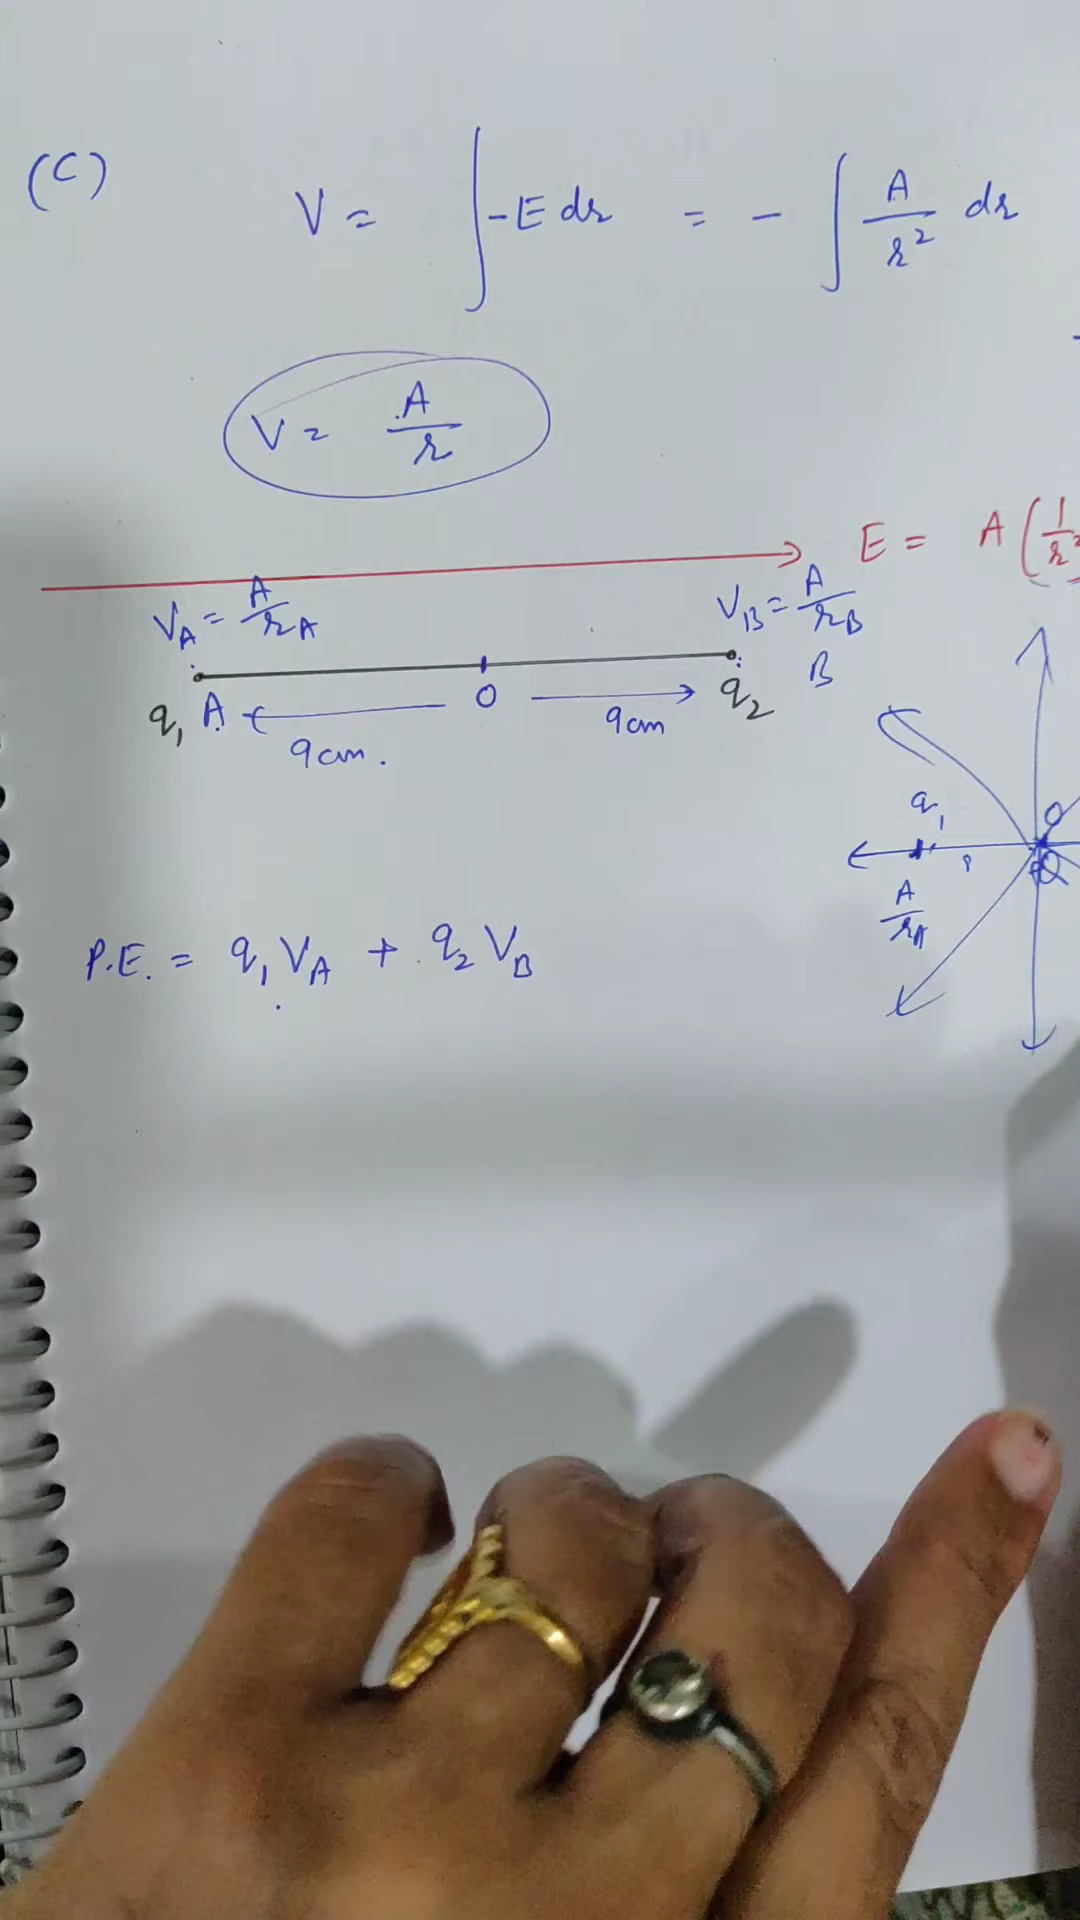 (C) V = ∫ -E dr = - ∫ A/r² dr
V = A/r
E = A (1/r²
V_A = A/r_A V_B = A/r_B
q₁ A O q₂ B
9cm. 9cm
q₁
A/r_A
P.E. = q₁ V_A + q₂ V_B